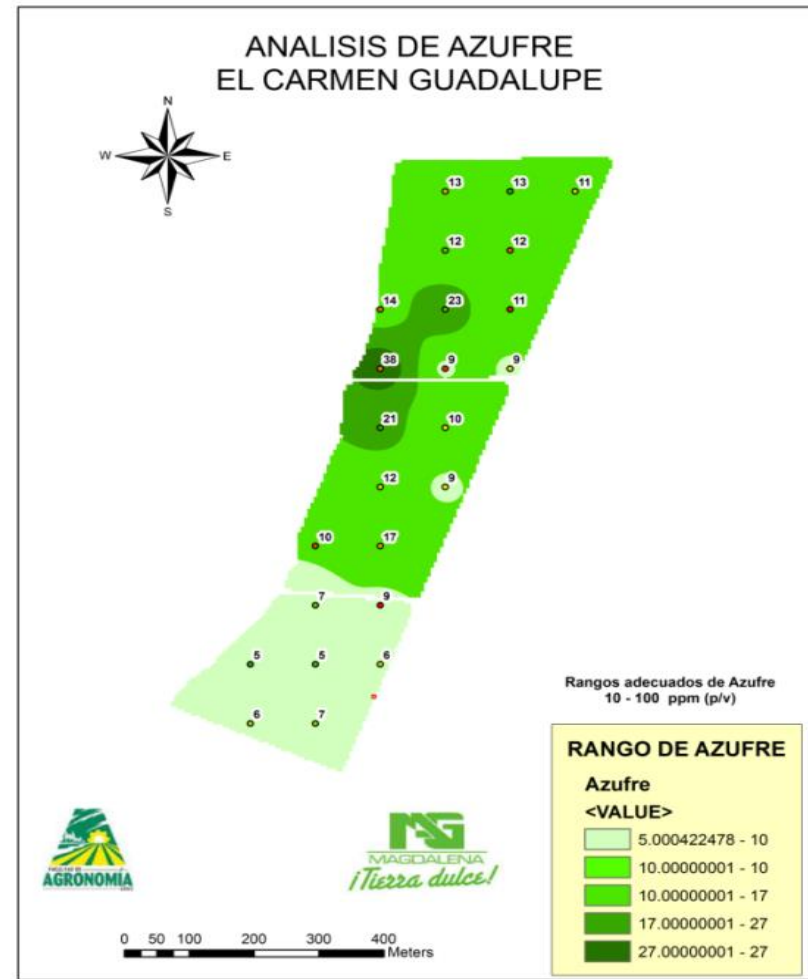 ANALISIS DE AZUFRE
EL CARMEN GUADALUPE
N
W E
S
13 13 11
12 12
14 23 11
38 9 9
21 10
12 9
10 17
7 9
5 5 6
6 7
Rangos adecuados de Azufre
10 - 100 ppm (p/v)
RANGO DE AZUFRE
Azufre
<VALUE>
5.000422478 - 10
10.00000001 - 10
10.00000001 - 17
17.00000001 - 27
27.00000001 - 27
FACULTAD DE
AGRONOMIA
MAG
MAGDALENA
¡Tierra dulce!
0 50 100 200 300 400
Meters